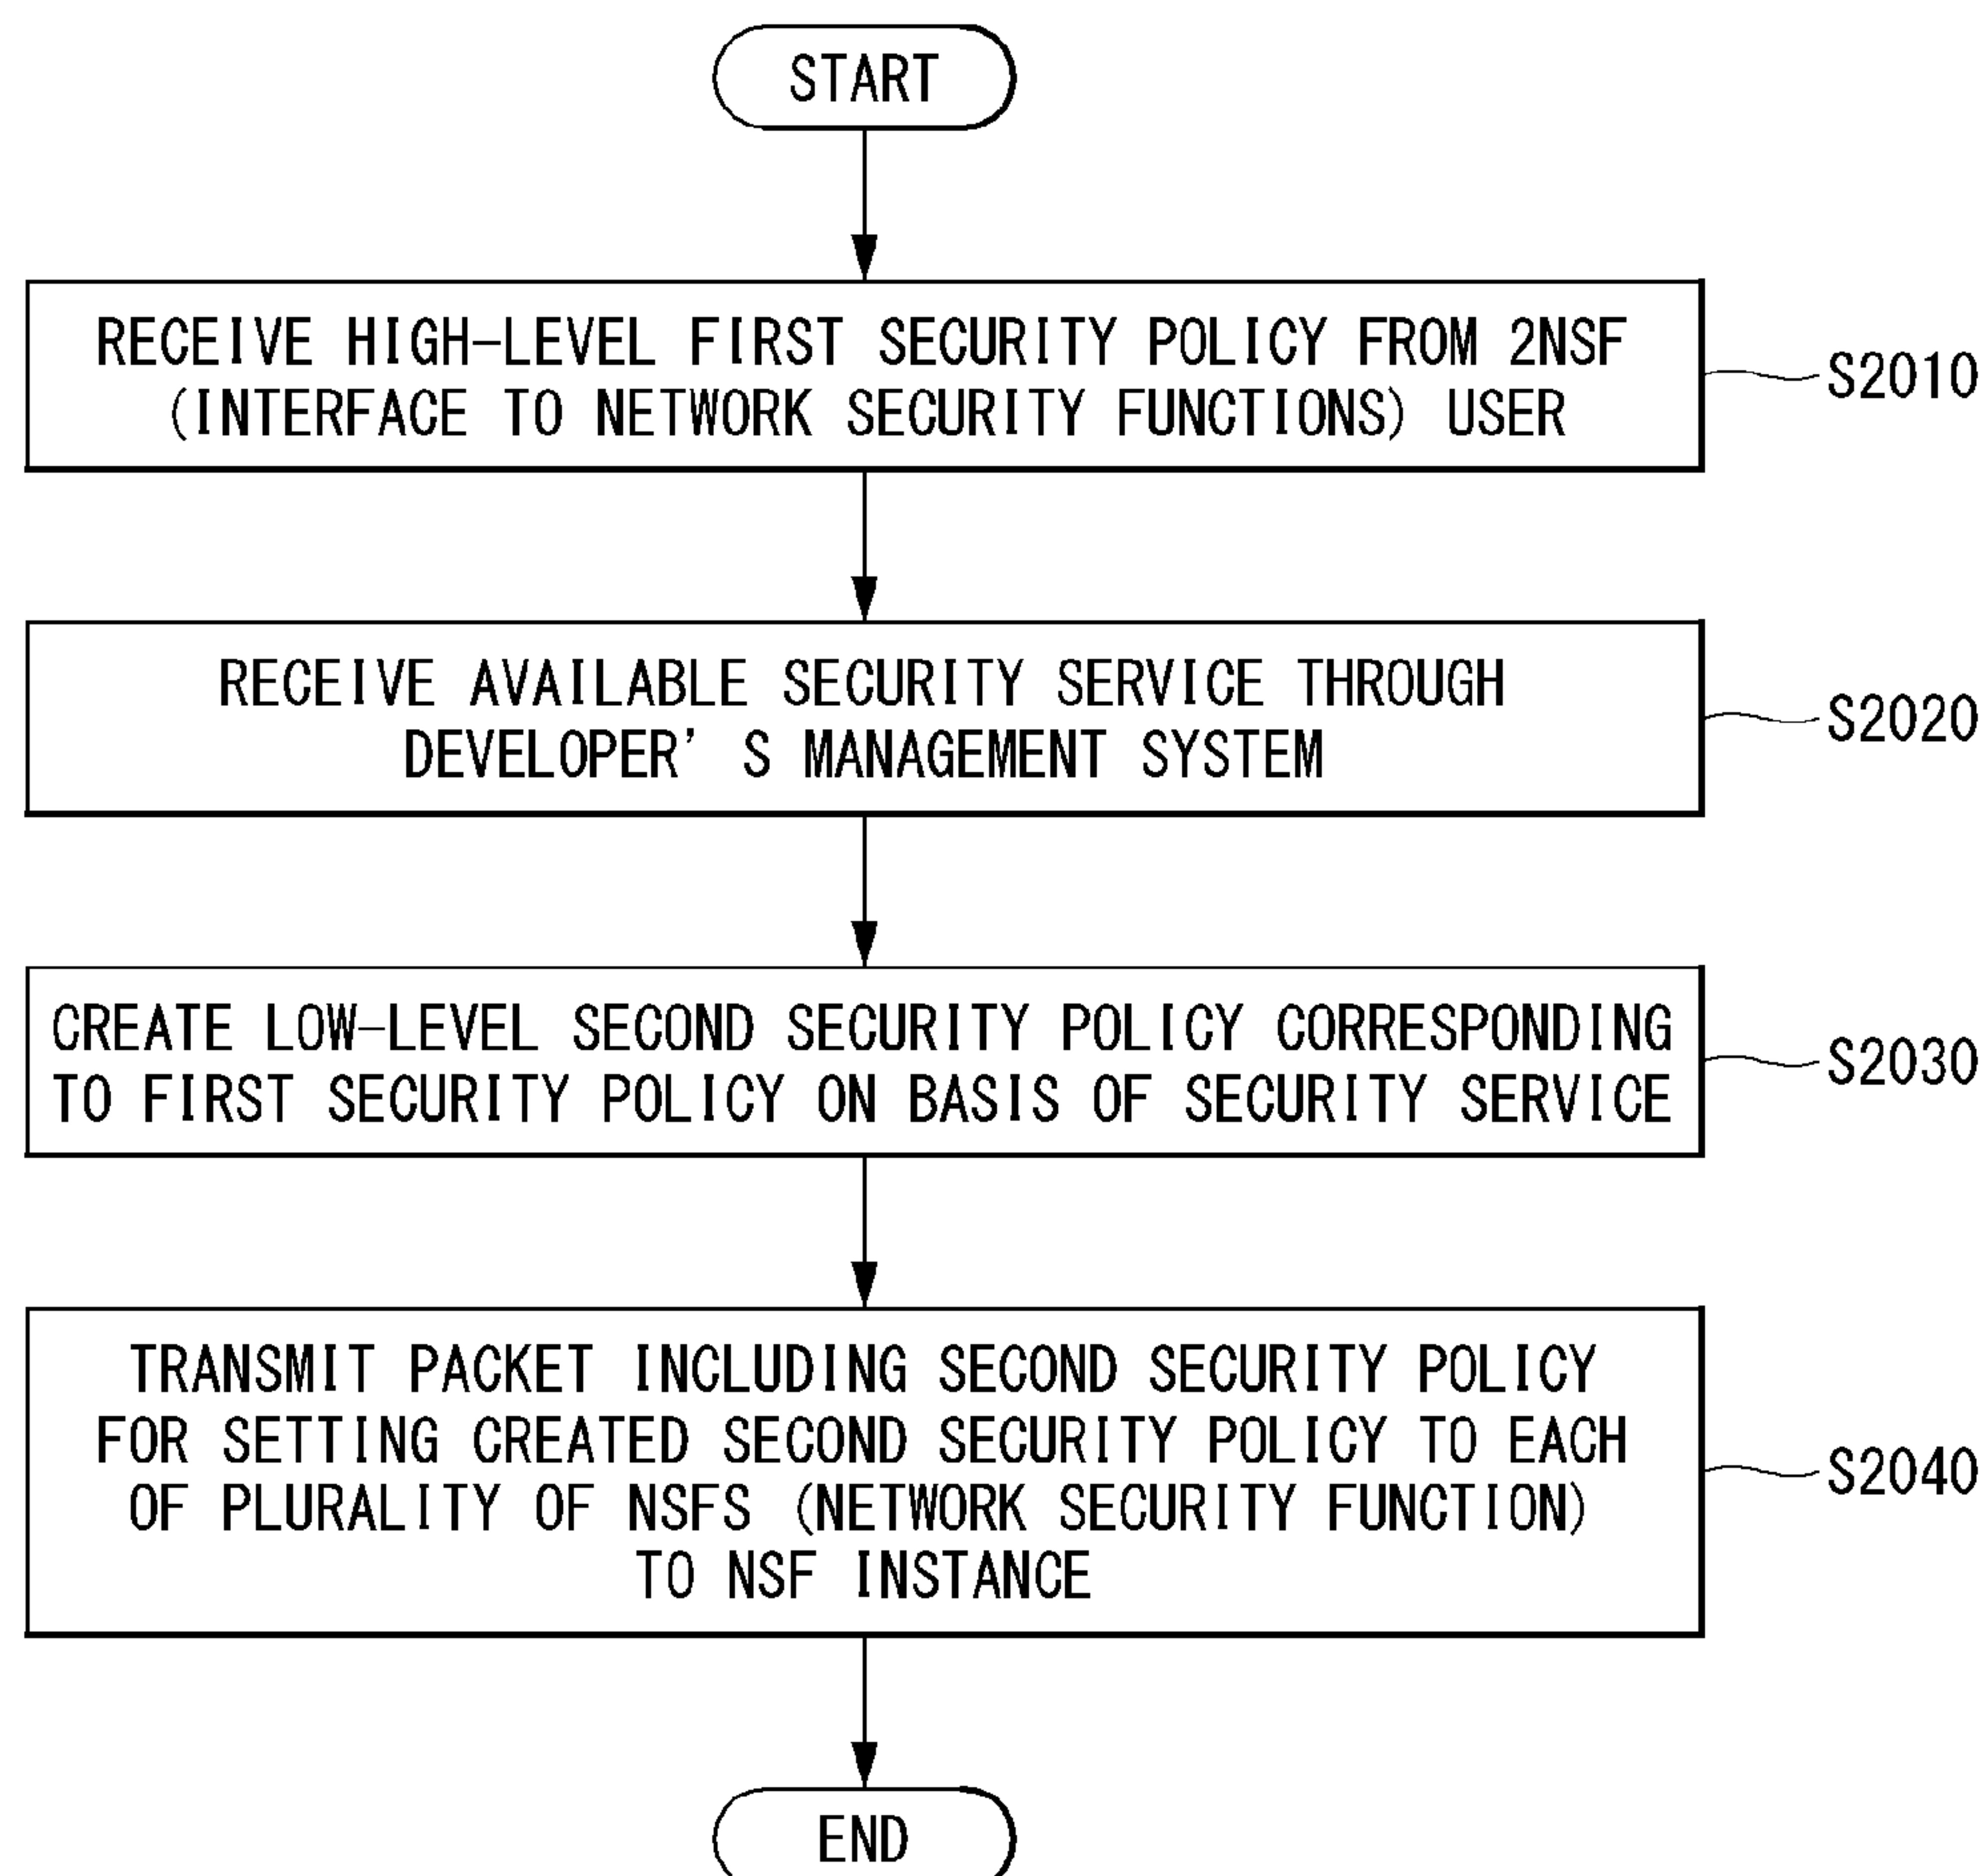 START
RECEIVE HIGH-LEVEL FIRST SECURITY POLICY FROM 2NSF
(INTERFACE TO NETWORK SECURITY FUNCTIONS) USER
S2010
RECEIVE AVAILABLE SECURITY SERVICE THROUGH
DEVELOPER'S MANAGEMENT SYSTEM
S2020
CREATE LOW-LEVEL SECOND SECURITY POLICY CORRESPONDING
TO FIRST SECURITY POLICY ON BASIS OF SECURITY SERVICE
S2030
TRANSMIT PACKET INCLUDING SECOND SECURITY POLICY
FOR SETTING CREATED SECOND SECURITY POLICY TO EACH
OF PLURALITY OF NSFS (NETWORK SECURITY FUNCTION)
TO NSF INSTANCE
S2040
END